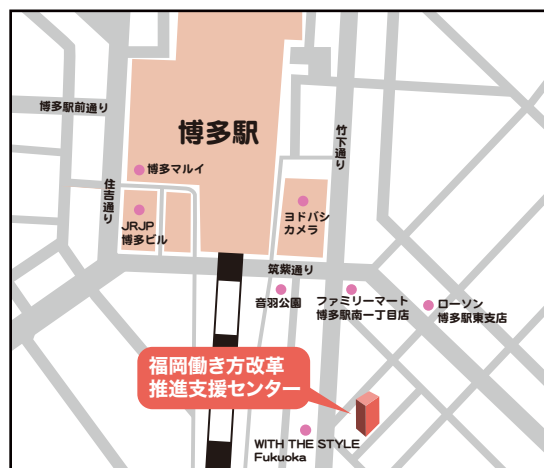 博多駅前通り
博多駅
竹下通り
博多マルイ
住吉通り
JRJP
博多ビル
ヨドバシ
カメラ
筑紫通り
音羽公園
ファミリーマート
博多駅南一丁目店
ローソン
博多駅東支店
福岡働き方改革
推進支援センター
WITH THE STYLE
Fukuoka